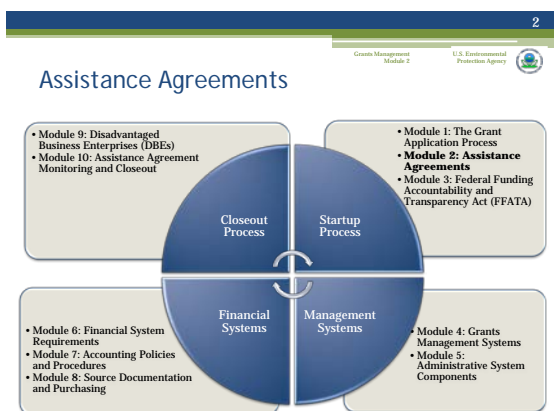 2
Grants Management
Module 2
U.S. Environmental
Protection Agency
Assistance Agreements
• Module 9: Disadvantaged
Business Enterprises (DBEs)
• Module 10: Assistance Agreement
Monitoring and Closeout
• Module 1: The Grant
Application Process
• Module 2: Assistance
Agreements
• Module 3: Federal Funding
Accountability and
Transparency Act (FFATA)
Closeout
Process
Startup
Process
Financial
Systems
Management
Systems
• Module 6: Financial System
Requirements
• Module 7: Accounting Policies
and Procedures
• Module 8: Source Documentation
and Purchasing
• Module 4: Grants
Management Systems
• Module 5:
Administrative System
Components